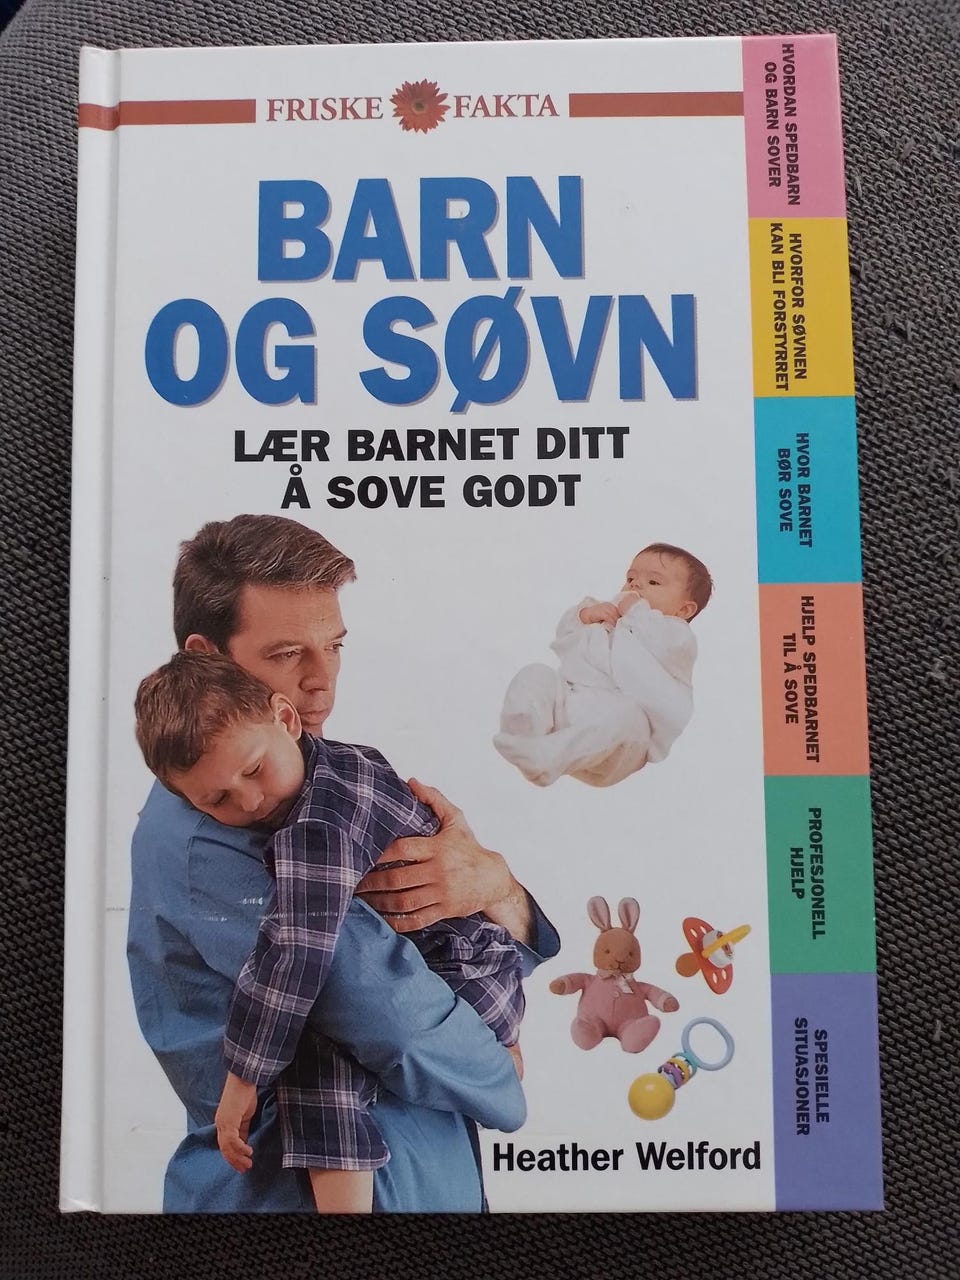 FRISKE FAKTA
BARN
OG SØVN
LÆR BARNET DITT
Å SOVE GODT
Heather Welford
HVORDAN SPEDBARN
OG BARN SOVER
HVORFOR SØVNEN
KAN BLI FORSTYRRET
HVOR BARNET
BØR SOVE
HJELP SPEDBARNET
TIL Å SOVE
PROFESJONELL
HJELP
SPESIELLE
SITUASJONER